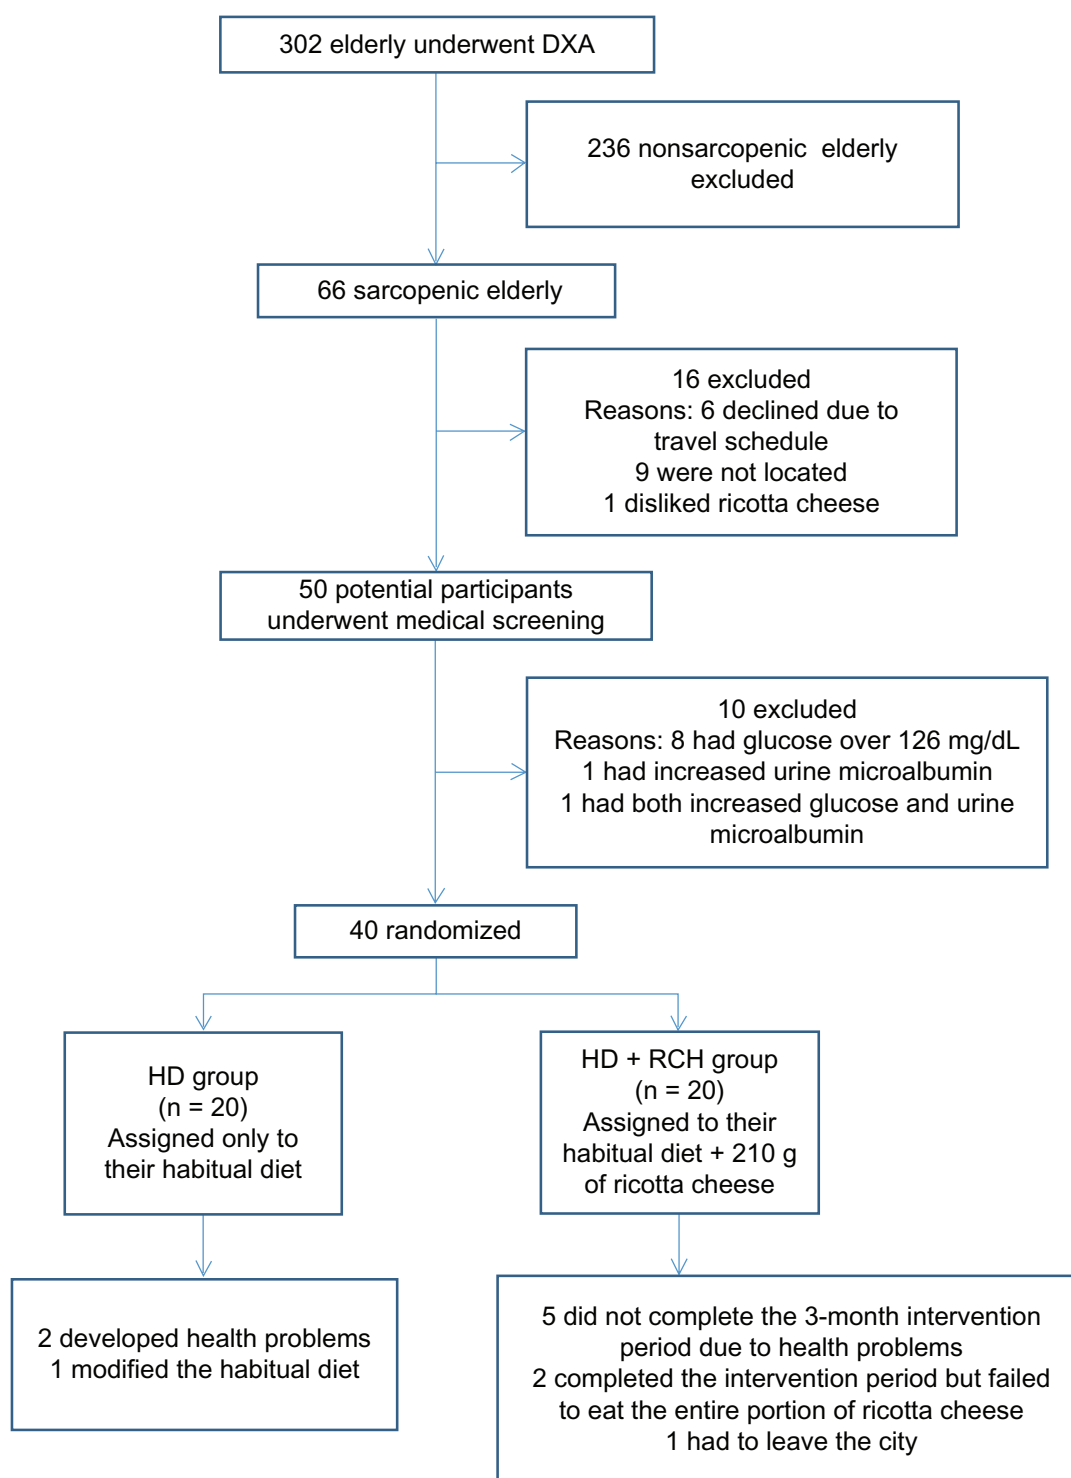 302 elderly underwent DXA
236 nonsarcopenic elderly
excluded
66 sarcopenic elderly
16 excluded
Reasons: 6 declined due to
travel schedule
9 were not located
1 disliked ricotta cheese
50 potential participants
underwent medical screening
10 excluded
Reasons: 8 had glucose over 126 mg/dL
1 had increased urine microalbumin
1 had both increased glucose and urine
microalbumin
40 randomized
HD group
(n = 20)
Assigned only to
their habitual diet
HD + RCH group
(n = 20)
Assigned to their
habitual diet + 210 g
of ricotta cheese
2 developed health problems
1 modified the habitual diet
5 did not complete the 3-month intervention
period due to health problems
2 completed the intervention period but failed
to eat the entire portion of ricotta cheese
1 had to leave the city